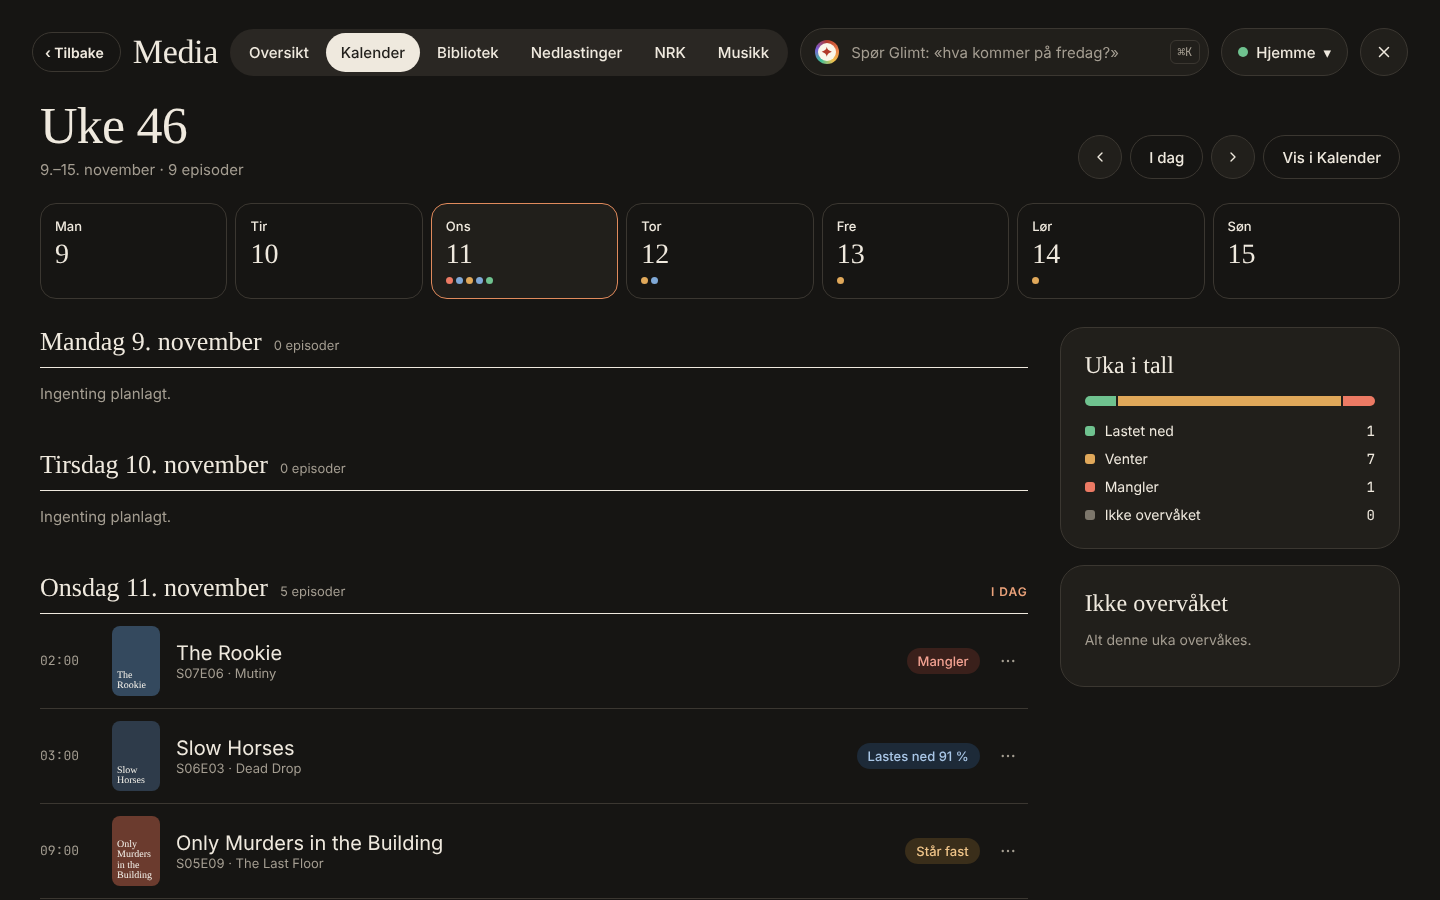 ‹ Tilbake
Media
Oversikt
Kalender
Bibliotek
Nedlastinger
NRK
Musikk
Spør Glimt: «hva kommer på fredag?»
⌘K
Hjemme ▾
Uke 46
9.–15. november · 9 episoder
I dag
Vis i Kalender
Man
9
Tir
10
Ons
11
Tor
12
Fre
13
Lør
14
Søn
15
Mandag 9. november 0 episoder
Ingenting planlagt.
Tirsdag 10. november 0 episoder
Ingenting planlagt.
Onsdag 11. november 5 episoder
I DAG
02:00
The
Rookie
The Rookie
S07E06 · Mutiny
Mangler
03:00
Slow
Horses
Slow Horses
S06E03 · Dead Drop
Lastes ned 91 %
09:00
Only
Murders
in the
Building
Only Murders in the Building
S05E09 · The Last Floor
Står fast
Uka i tall
Lastet ned 1
Venter 7
Mangler 1
Ikke overvåket 0
Ikke overvåket
Alt denne uka overvåkes.